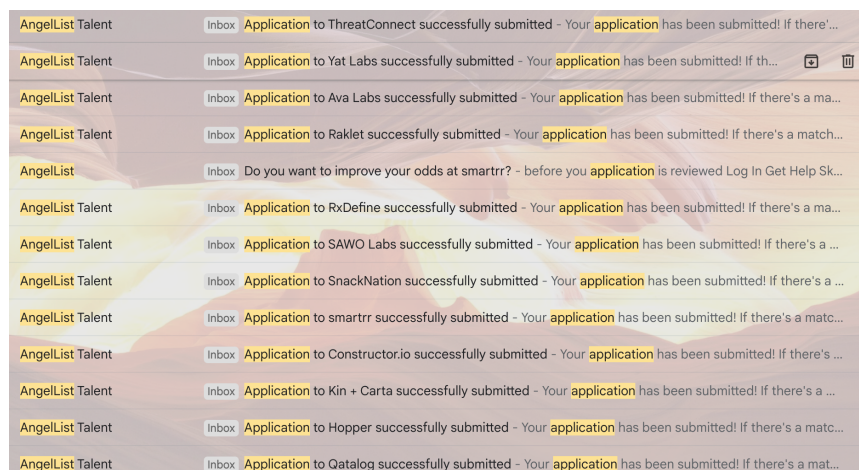 AngelList Talent Inbox Application to ThreatConnect successfully submitted - Your application has been submitted! If there'...
AngelList Talent Inbox Application to Yat Labs successfully submitted - Your application has been submitted! If th...
AngelList Talent Inbox Application to Ava Labs successfully submitted - Your application has been submitted! If there's a ma...
AngelList Talent Inbox Application to Raklet successfully submitted - Your application has been submitted! If there's a match...
AngelList Inbox Do you want to improve your odds at smartrr? - before you application is reviewed Log In Get Help Sk...
AngelList Talent Inbox Application to RxDefine successfully submitted - Your application has been submitted! If there's a ma...
AngelList Talent Inbox Application to SAWO Labs successfully submitted - Your application has been submitted! If there's a ...
AngelList Talent Inbox Application to SnackNation successfully submitted - Your application has been submitted! If there's a ...
AngelList Talent Inbox Application to smartrr successfully submitted - Your application has been submitted! If there's a matc...
AngelList Talent Inbox Application to Constructor.io successfully submitted - Your application has been submitted! If there's ...
AngelList Talent Inbox Application to Kin + Carta successfully submitted - Your application has been submitted! If there's a ...
AngelList Talent Inbox Application to Hopper successfully submitted - Your application has been submitted! If there's a matc...
AngelList Talent Inbox Application to Qatalog successfully submitted - Your application has been submitted! If there's a mat...